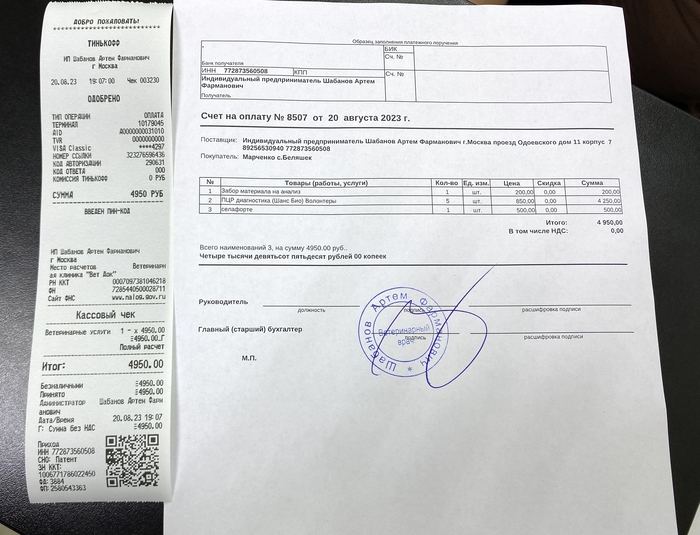 ДОБРО ПОЖАЛОВАТЬ!
ТИНЬКОФФ
ИП Шабанов Артем Фарманович
г Москва
20.08.23 19:07:00 Чек 003230
ОДОБРЕНО
ТИП ОПЕРАЦИИ ОПЛАТА
ТЕРМИНАЛ 10179045
AID A0000000031010
TVR 0000000000
VISA Classic ****4297
НОМЕР ССЫЛКИ 323276596436
КОД АВТОРИЗАЦИИ 290631
КОД ОТВЕТА 000
КОМИССИЯ ТИНЬКОФФ 0 РУБ
СУММА 4950 РУБ
ВВЕДЕН ПИН-КОД
ИП Шабанов Артем Фарманович
г Москва
Место расчетов Ветеринарн
ая клиника "Вет Док"
РН ККТ 0007097381046218
ФН 7285440500028711
Сайт ФНС www.nalog.gov.ru
Кассовый чек
Ветеринарные услуги 1 - x 4950.00
≡4950.00_Г
Полный расчет
Итог: 4950.00
Безналичными ≡4950.00
Принято ≡4950.00
Администратор Шабанов Артем Фарм
анович
Дата/Время 20.08.23 19:07
Г: Сумма без НДС ≡4950.00
Приход
ИНН 772873560508
СНО: Патент
ЗН ККТ:
10067717860​22450
ФД: 3884
ФП: 2580543363
Образец заполнения платежного поручения
БИК
Сч. №
Банк получателя
ИНН 772873560508 КПП Сч. №
Индивидуальный предприниматель Шабанов Артем
Фарманович
Получатель
Счет на оплату № 8507 от 20 августа 2023 г.
Поставщик: Индивидуальный предприниматель Шабанов Артем Фарманович г.Москва проезд Одоевского дом 11 корпус 7
89256530940 772873560508
Покупатель: Марченко с.Беляшек
№ Товары (работы, услуги) Кол-во Ед. изм. Цена Скидка Сумма
1 Забор материала на анализ 1 шт. 200,00 0,00 200,00
2 ПЦР диагностика (Шанс Био) Волонтеры 5 шт. 850,00 0,00 4 250,00
3 селафорте 1 шт. 500,00 0,00 500,00
Итого: 4 950,00
В том числе НДС: 0,00
Всего наименований 3, на сумму 4950.00 руб..
Четыре тысячи девятьсот пятьдесят рублей 00 копеек
Руководитель
должность подпись расшифровка подписи
Главный (старший) бухгалтер
подпись расшифровка подписи
М.П.
Шабанов Артем Фарманович
Ветеринарный
врач